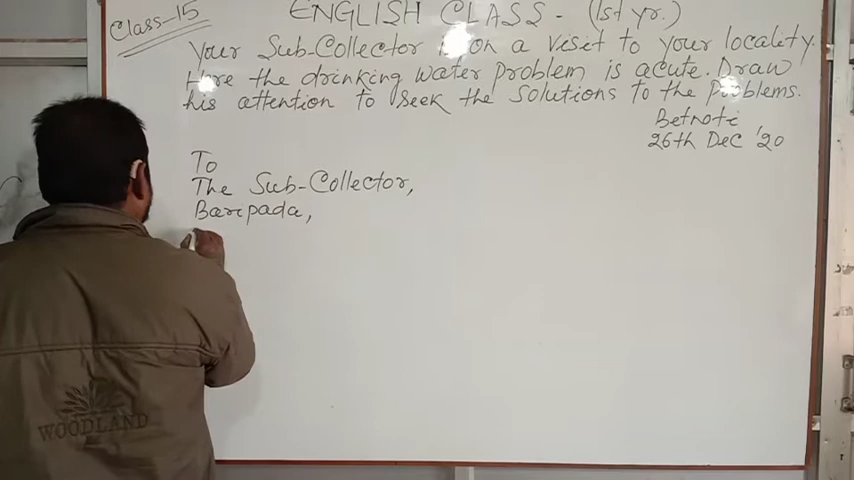 Class-15
ENGLISH CLASS - (1st yr.)
Your Sub-Collector is on a visit to your locality.
Here the drinking water problem is acute. Draw
his attention to seek the solutions to the problems.
Betnoti
26th Dec '20
To
The Sub-Collector,
Baripada,
WOODLAND